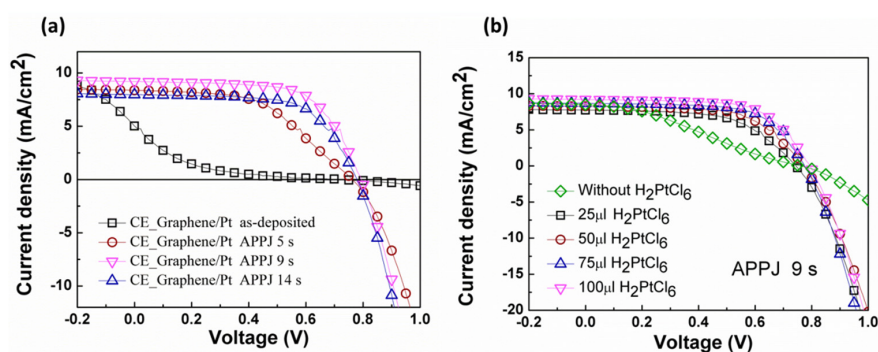 (a)
Current density (mA/cm²)
10
5
0
-5
-10
CE_Graphene/Pt as-deposited
CE_Graphene/Pt APPJ 5 s
CE_Graphene/Pt APPJ 9 s
CE_Graphene/Pt APPJ 14 s
-0.2 0.0 0.2 0.4 0.6 0.8 1.0
Voltage (V)
(b)
Current density (mA/cm²)
15
10
5
0
-5
-10
-15
-20
Without H₂PtCl₆
25μl H₂PtCl₆
50μl H₂PtCl₆
75μl H₂PtCl₆
100μl H₂PtCl₆
APPJ 9 s
-0.2 0.0 0.2 0.4 0.6 0.8 1.0
Voltage (V)